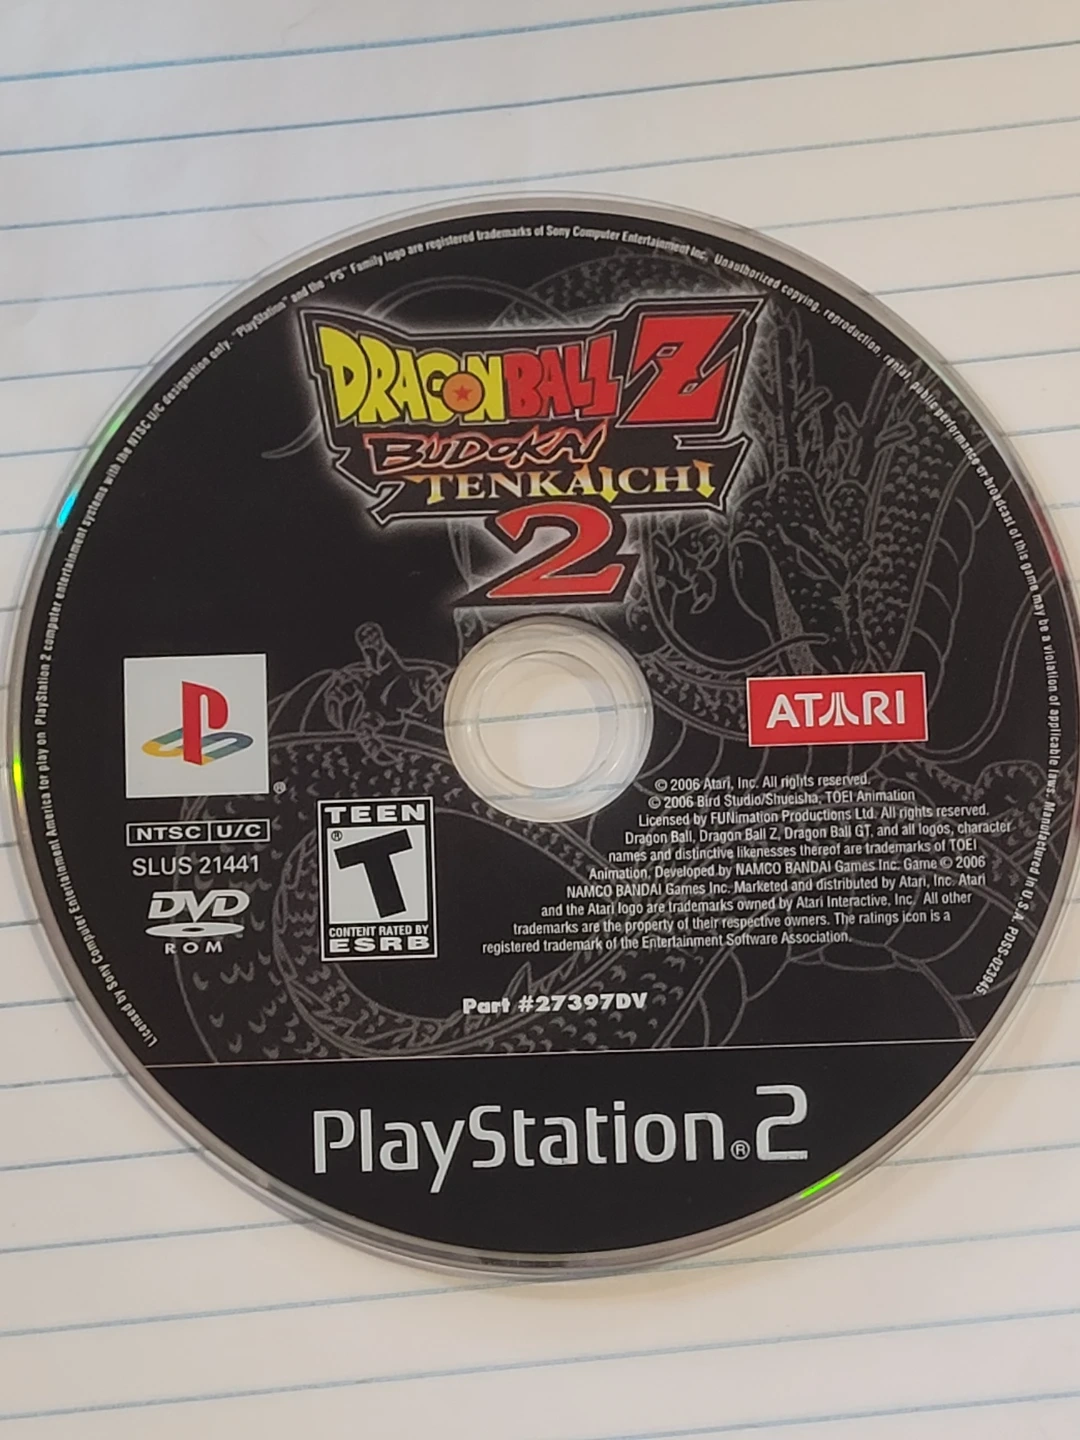 Licensed by Sony Computer Entertainment America for play on PlayStation 2 computer entertainment systems with the NTSC U/C designation only. "PlayStation" and the "PS" Family logo are registered trademarks of Sony Computer Entertainment Inc. Unauthorized copying, reproduction, rental, public performance or broadcast of this game may be a violation of applicable laws. Manufactured in U.S.A. PDSS-023945.
DRAGON BALL Z
BUDOKAI
TENKAICHI
2
ATARI
®
NTSC U/C
SLUS 21441
DVD
ROM
TEEN
®
T
CONTENT RATED BY
ESRB
© 2006 Atari, Inc. All rights reserved.
© 2006 Bird Studio/Shueisha, TOEI Animation
Licensed by FUNimation Productions Ltd. All rights reserved.
Dragon Ball, Dragon Ball Z, Dragon Ball GT, and all logos, character
names and distinctive likenesses thereof are trademarks of TOEI
Animation. Developed by NAMCO BANDAI Games Inc. Game © 2006
NAMCO BANDAI Games Inc. Marketed and distributed by Atari, Inc. Atari
and the Atari logo are trademarks owned by Atari Interactive, Inc. All other
trademarks are the property of their respective owners. The ratings icon is a
registered trademark of the Entertainment Software Association.
Part #27397DV
PlayStation®2